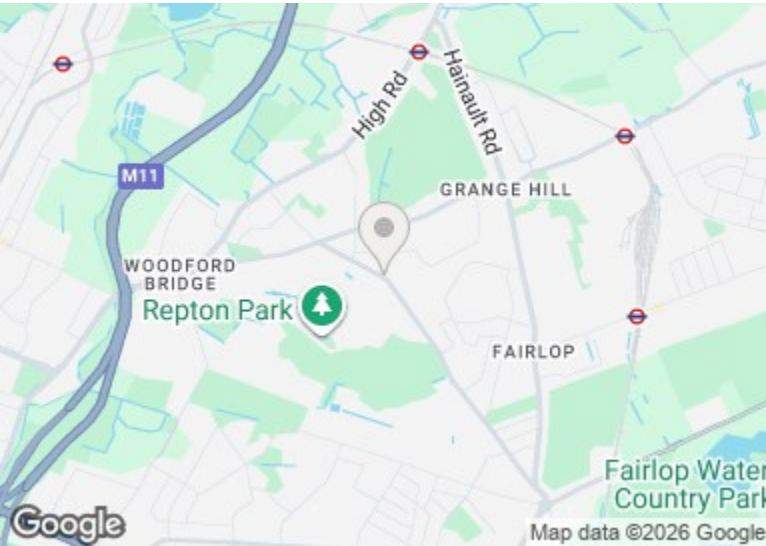 High Rd
Hainault Rd
M11
GRANGE HILL
WOODFORD
BRIDGE
Repton Park
FAIRLOP
Fairlop Water
Country Park
Google
Map data ©2026 Google